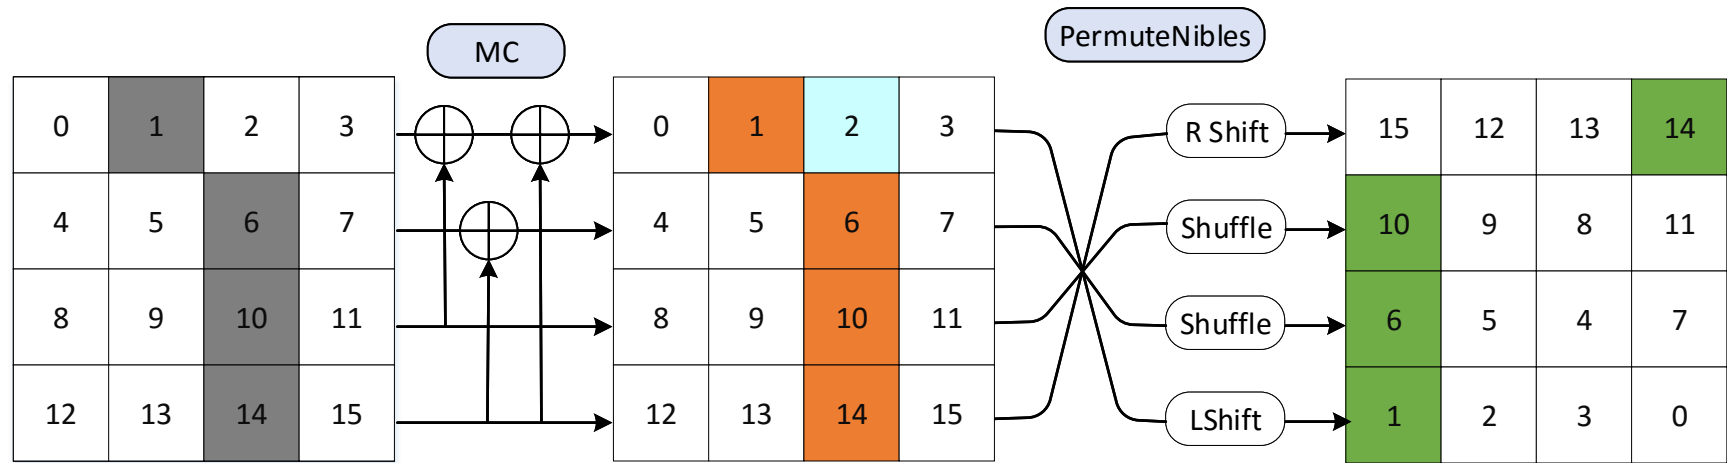 MC
PermuteNibles
0 1 2 3
4 5 6 7
8 9 10 11
12 13 14 15
0 1 2 3
4 5 6 7
8 9 10 11
12 13 14 15
R Shift
Shuffle
Shuffle
LShift
15 12 13 14
10 9 8 11
6 5 4 7
1 2 3 0